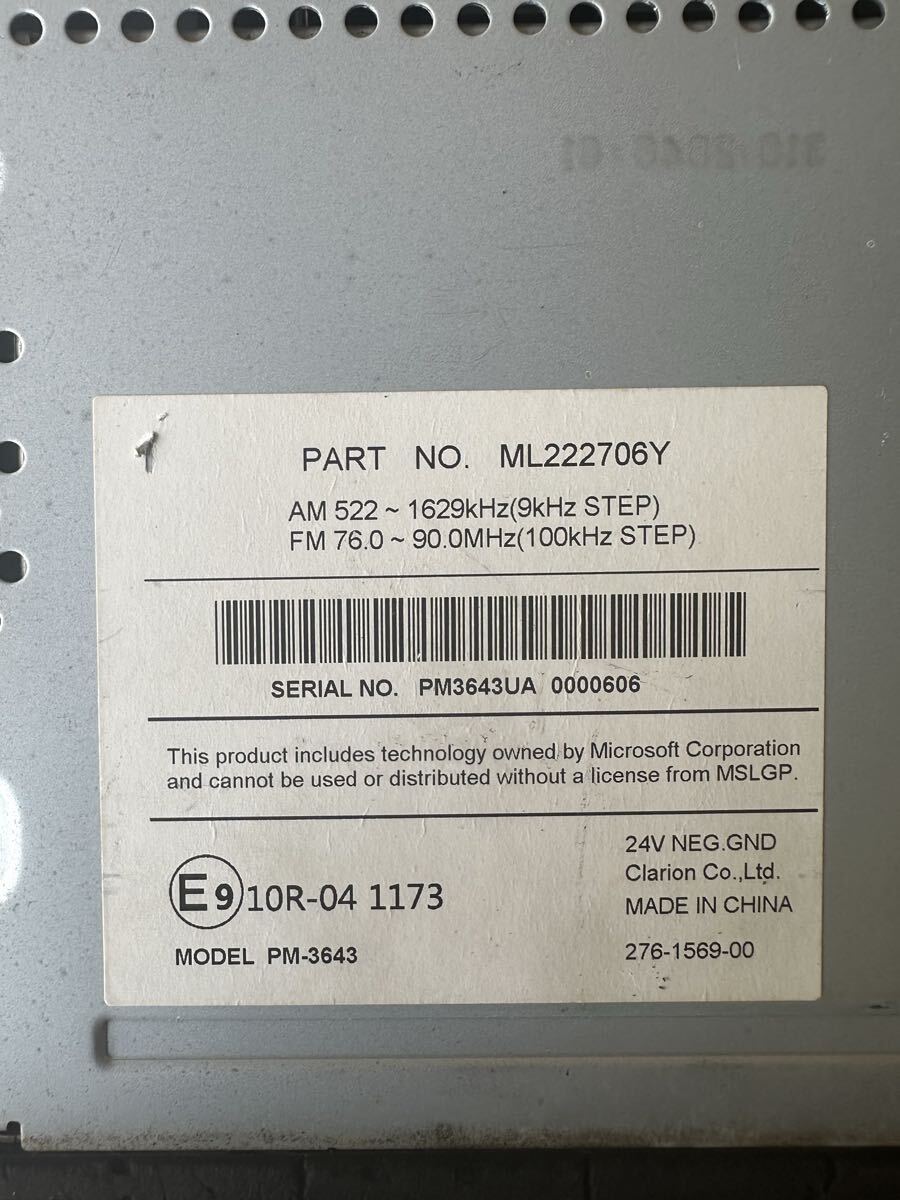 PART NO. ML222706Y
AM 522 ~ 1629kHz(9kHz STEP)
FM 76.0 ~ 90.0MHz(100kHz STEP)
SERIAL NO. PM3643UA 0000606
This product includes technology owned by Microsoft Corporation
and cannot be used or distributed without a license from MSLGP.
E9 10R-04 1173
MODEL PM-3643
24V NEG.GND
Clarion Co.,Ltd.
MADE IN CHINA
276-1569-00